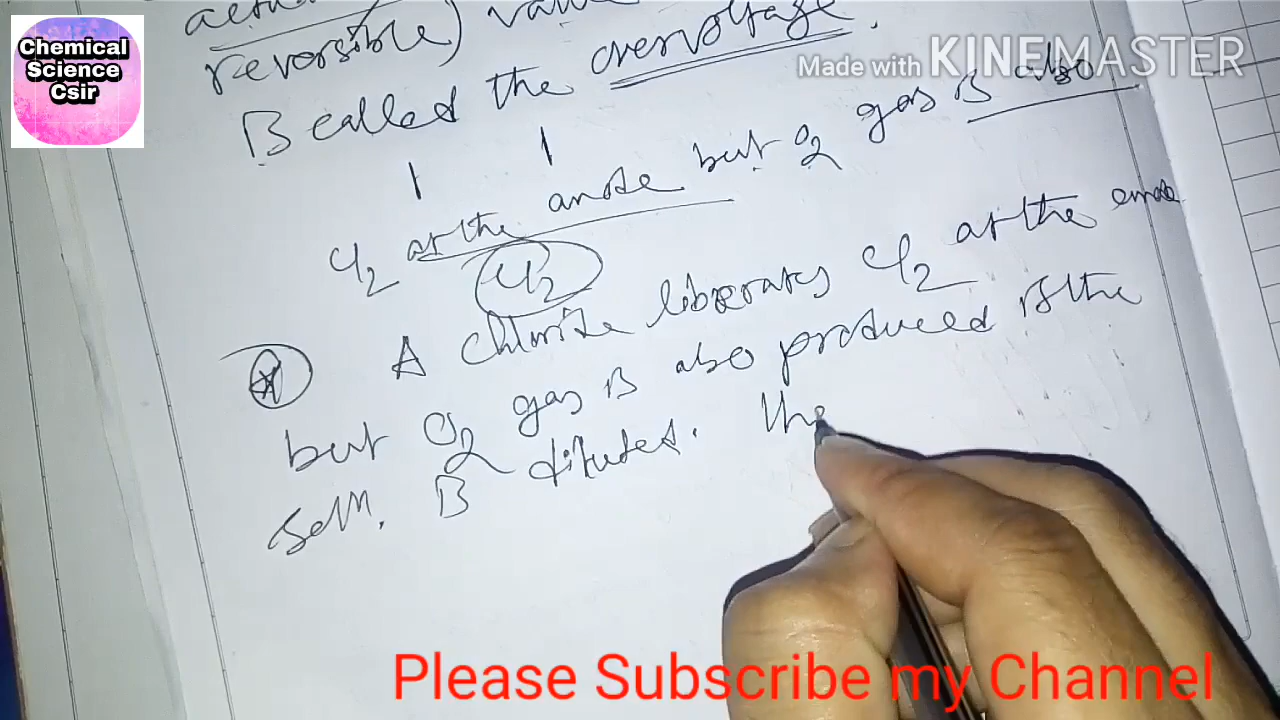 Chemical
Science
Csir
Made with KINEMASTER
reversible) value
is called the overvoltage.
Cl2 at the anode but O2 gas is also
Cl2
A chloride liberates Cl2 at the anode
but O2 gas is also produced if the
soln. is diluted. The
Please Subscribe my Channel